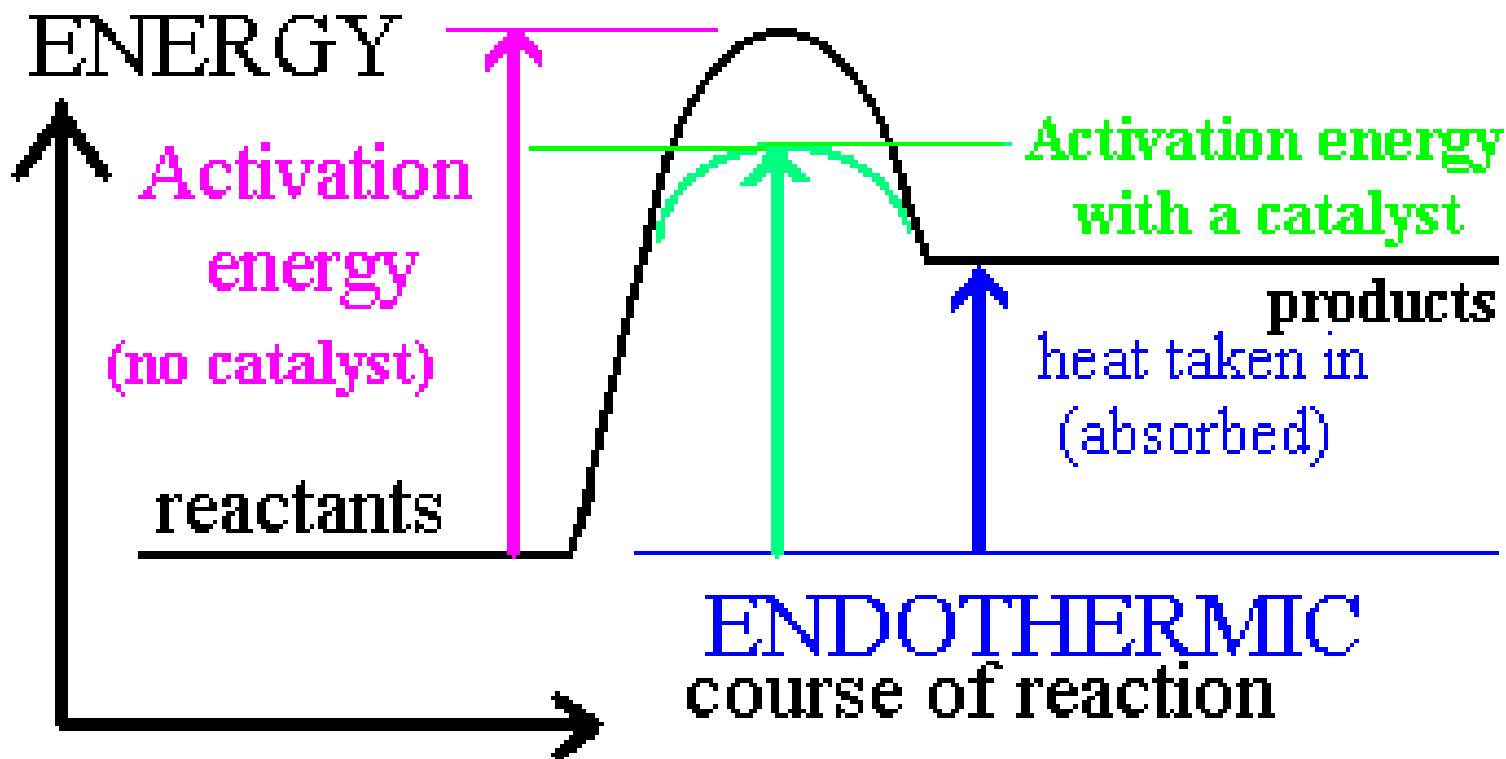 ENERGY
Activation
energy
(no catalyst)
Activation energy
with a catalyst
products
heat taken in
(absorbed)
reactants
ENDOTHERMIC
course of reaction